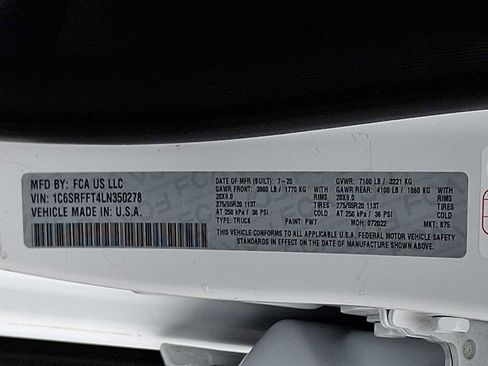 MFD BY: FCA US LLC
VIN: 1C6SRFFT4LN350278
VEHICLE MADE IN U.S.A.
DATE OF MFR (BUILT): 7-20 GVWR: 7100 LB / 3221 KG
GAWR FRONT: 3900 LB / 1770 KG WITH GAWR REAR: 4100 LB / 1860 KG WITH
20X9.0 RIMS 20X9.0 RIMS
275/55R20 113T TIRES 275/55R20 113T TIRES
AT 250 kPa / 36 PSI COLD AT 250 kPa / 36 PSI COLD
TYPE: TRUCK PAINT: PW7 MDH: 072022 MKT: 875
THIS VEHICLE CONFORMS TO ALL APPLICABLE U.S.A. FEDERAL MOTOR VEHICLE SAFETY
STANDARDS IN EFFECT ON THE DATE OF MANUFACTURE SHOWN ABOVE